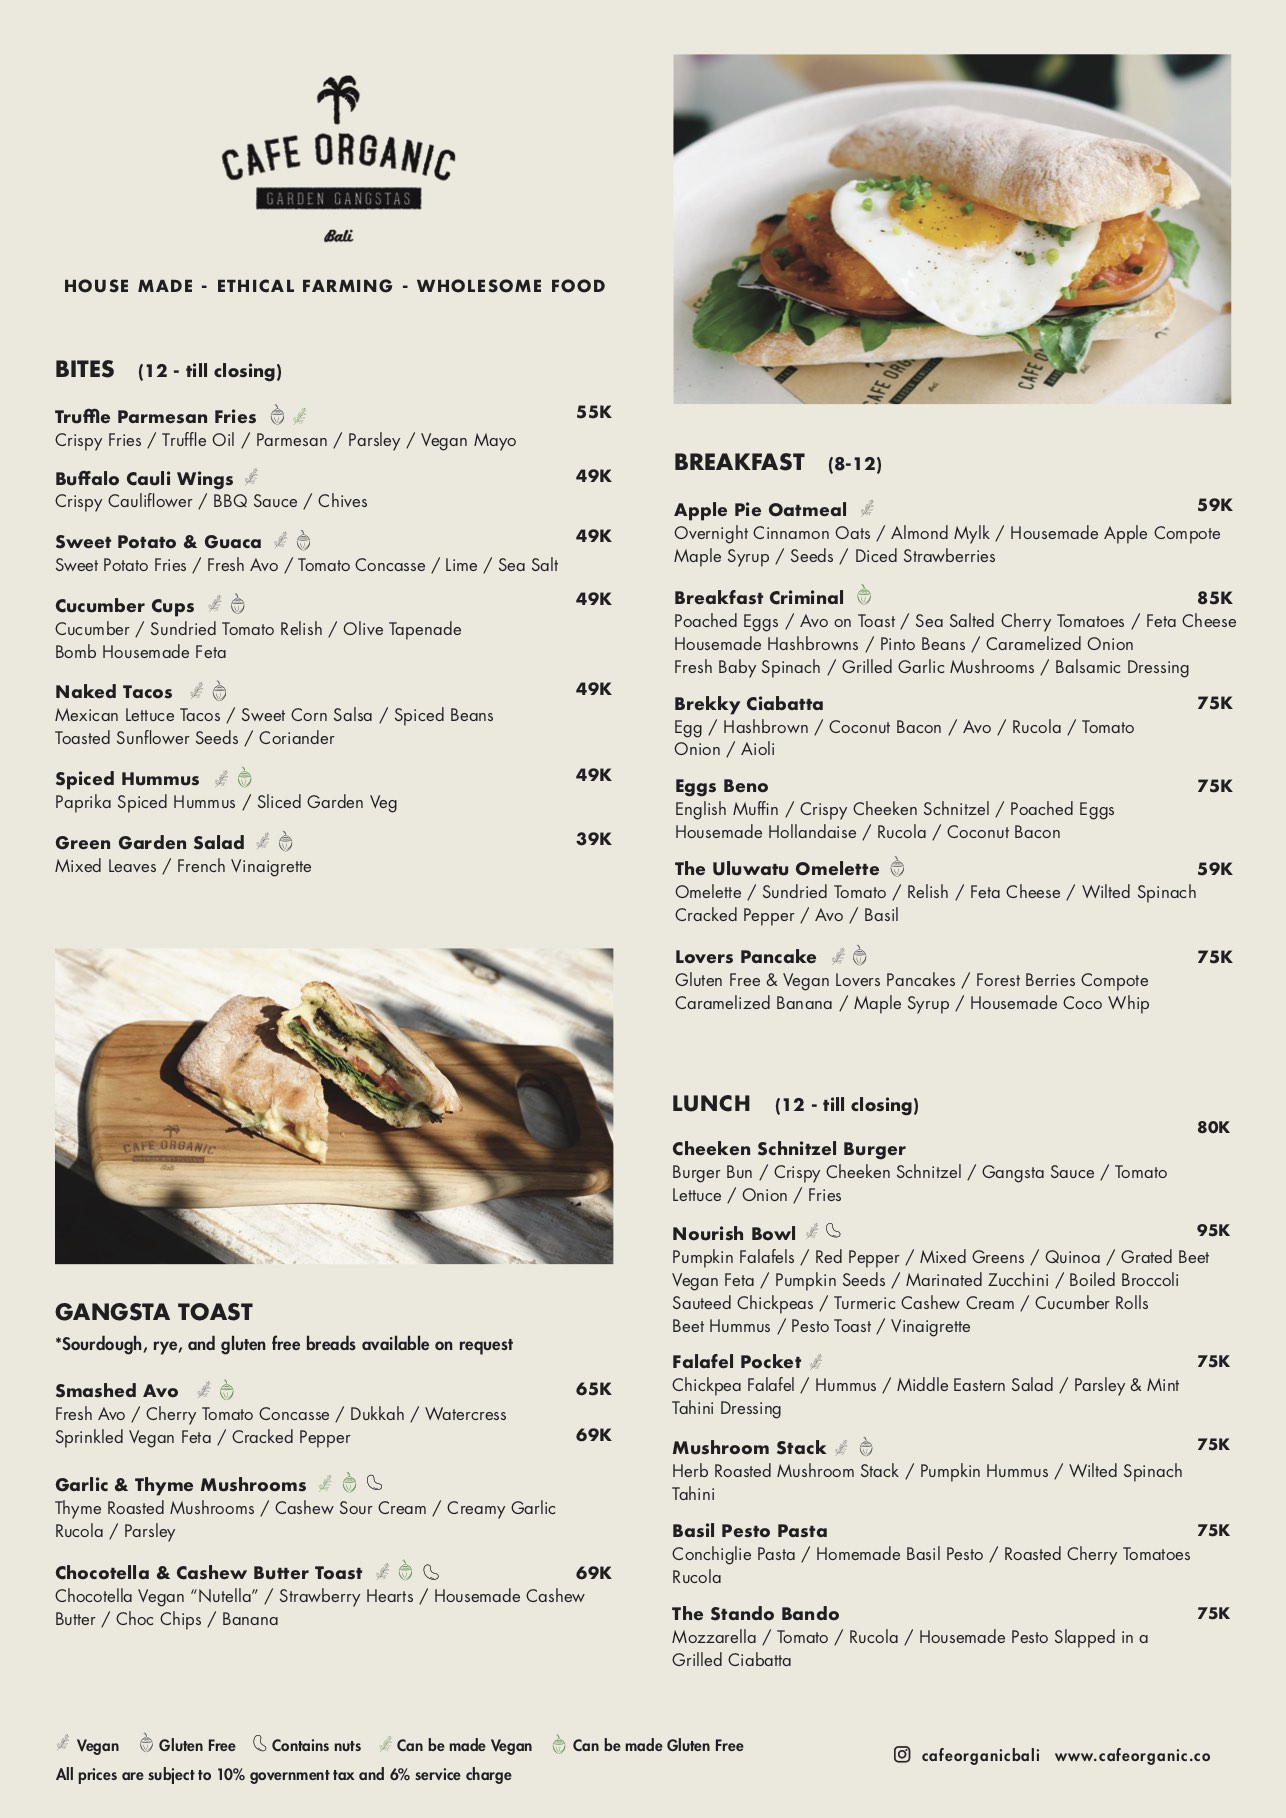 CAFE ORGANIC
GARDEN GANGSTAS
Bali
HOUSE MADE - ETHICAL FARMING - WHOLESOME FOOD
BITES (12 - till closing)
Truffle Parmesan Fries 55K
Crispy Fries / Truffle Oil / Parmesan / Parsley / Vegan Mayo
Buffalo Cauli Wings 49K
Crispy Cauliflower / BBQ Sauce / Chives
Sweet Potato & Guaca 49K
Sweet Potato Fries / Fresh Avo / Tomato Concasse / Lime / Sea Salt
Cucumber Cups 49K
Cucumber / Sundried Tomato Relish / Olive Tapenade
Bomb Housemade Feta
Naked Tacos 49K
Mexican Lettuce Tacos / Sweet Corn Salsa / Spiced Beans
Toasted Sunflower Seeds / Coriander
Spiced Hummus 49K
Paprika Spiced Hummus / Sliced Garden Veg
Green Garden Salad 39K
Mixed Leaves / French Vinaigrette
CAFE ORGANIC
Bali
GANGSTA TOAST
*Sourdough, rye, and gluten free breads available on request
Smashed Avo 65K
Fresh Avo / Cherry Tomato Concasse / Dukkah / Watercress
Sprinkled Vegan Feta / Cracked Pepper 69K
Garlic & Thyme Mushrooms
Thyme Roasted Mushrooms / Cashew Sour Cream / Creamy Garlic
Rucola / Parsley
Chocotella & Cashew Butter Toast 69K
Chocotella Vegan “Nutella” / Strawberry Hearts / Housemade Cashew
Butter / Choc Chips / Banana
CAFE ORG
Bali
CAFE ORG
BREAKFAST (8-12)
Apple Pie Oatmeal 59K
Overnight Cinnamon Oats / Almond Mylk / Housemade Apple Compote
Maple Syrup / Seeds / Diced Strawberries
Breakfast Criminal 85K
Poached Eggs / Avo on Toast / Sea Salted Cherry Tomatoes / Feta Cheese
Housemade Hashbrowns / Pinto Beans / Caramelized Onion
Fresh Baby Spinach / Grilled Garlic Mushrooms / Balsamic Dressing
Brekky Ciabatta 75K
Egg / Hashbrown / Coconut Bacon / Avo / Rucola / Tomato
Onion / Aioli
Eggs Beno 75K
English Muffin / Crispy Cheeken Schnitzel / Poached Eggs
Housemade Hollandaise / Rucola / Coconut Bacon
The Uluwatu Omelette 59K
Omelette / Sundried Tomato / Relish / Feta Cheese / Wilted Spinach
Cracked Pepper / Avo / Basil
Lovers Pancake 75K
Gluten Free & Vegan Lovers Pancakes / Forest Berries Compote
Caramelized Banana / Maple Syrup / Housemade Coco Whip
LUNCH (12 - till closing)
80K
Cheeken Schnitzel Burger
Burger Bun / Crispy Cheeken Schnitzel / Gangsta Sauce / Tomato
Lettuce / Onion / Fries
Nourish Bowl 95K
Pumpkin Falafels / Red Pepper / Mixed Greens / Quinoa / Grated Beet
Vegan Feta / Pumpkin Seeds / Marinated Zucchini / Boiled Broccoli
Sauteed Chickpeas / Turmeric Cashew Cream / Cucumber Rolls
Beet Hummus / Pesto Toast / Vinaigrette
Falafel Pocket 75K
Chickpea Falafel / Hummus / Middle Eastern Salad / Parsley & Mint
Tahini Dressing
Mushroom Stack 75K
Herb Roasted Mushroom Stack / Pumpkin Hummus / Wilted Spinach
Tahini
Basil Pesto Pasta 75K
Conchiglie Pasta / Homemade Basil Pesto / Roasted Cherry Tomatoes
Rucola
The Stando Bando 75K
Mozzarella / Tomato / Rucola / Housemade Pesto Slapped in a
Grilled Ciabatta
Vegan Gluten Free Contains nuts Can be made Vegan Can be made Gluten Free
All prices are subject to 10% government tax and 6% service charge
cafeorganicbali www.cafeorganic.co